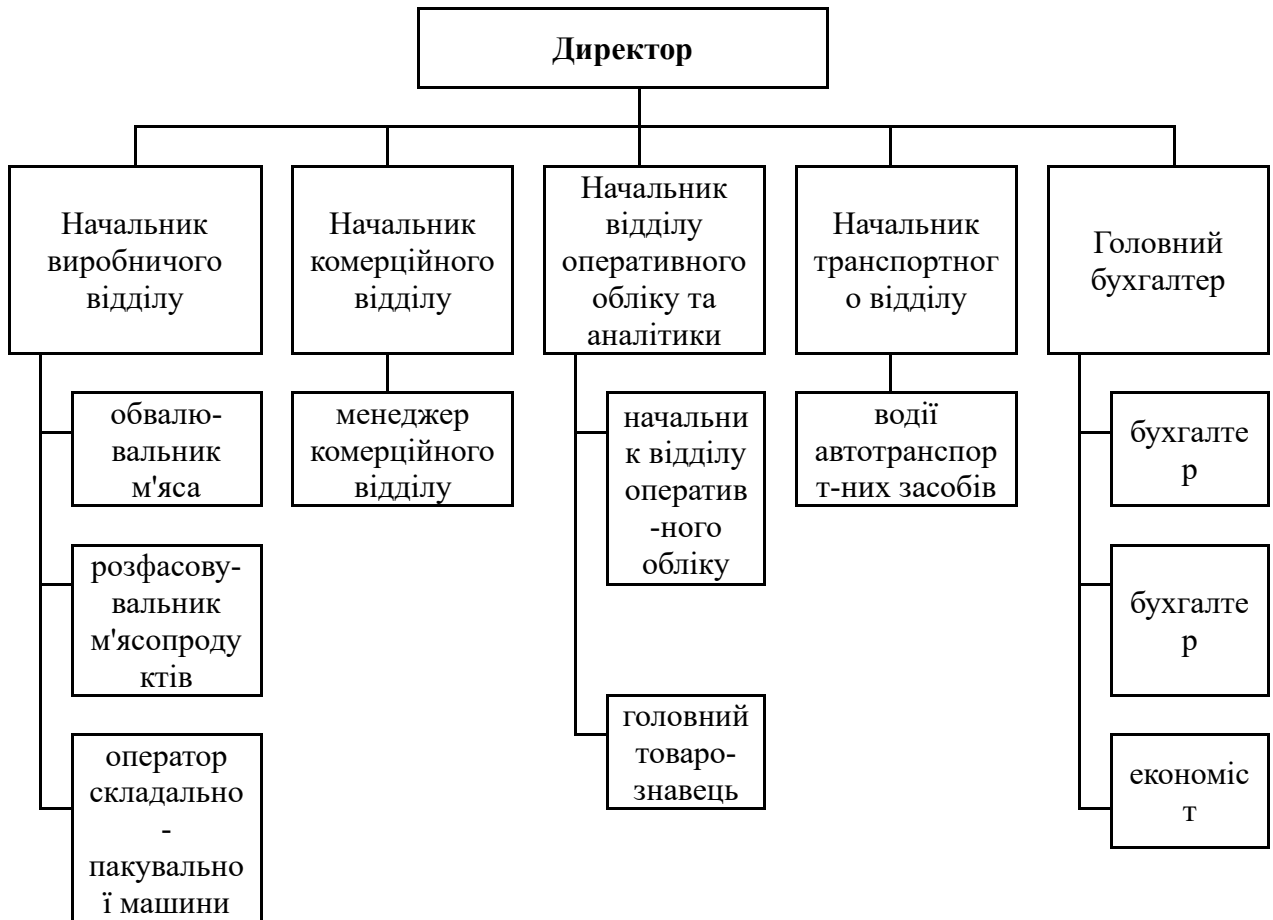 Директор
Начальник
виробничого
відділу
Начальник
комерційного
відділу
Начальник
відділу
оперативного
обліку та
аналітики
Начальник
транспортног
о відділу
Головний
бухгалтер
обвалю-
вальник
м'яса
розфасову-
вальник
м'ясопроду
ктів
оператор
складально
-
пакувально
ї машини
менеджер
комерційного
відділу
начальни
к відділу
оператив
-ного
обліку
головний
товаро-
знавець
водії
автотранспор
т-них засобів
бухгалте
р
бухгалте
р
економіс
т